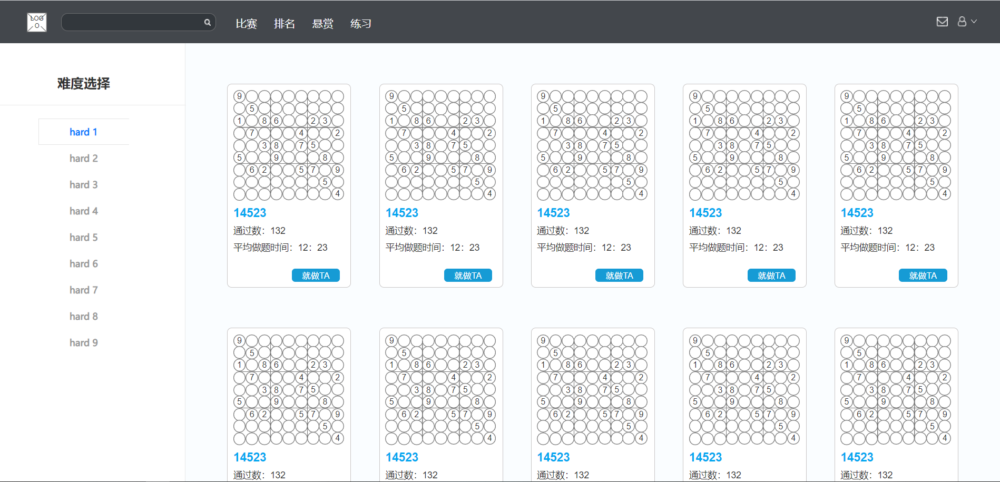 LOG
O
比赛 排名 悬赏 练习
难度选择
hard 1
hard 2
hard 3
hard 4
hard 5
hard 6
hard 7
hard 8
hard 9
9 9 9 9 9
5 5 5 5 5
1 8 6 2 3 1 8 6 2 3 1 8 6 2 3 1 8 6 2 3 1 8 6 2 3
7 4 2 7 4 2 7 4 2 7 4 2 7 4 2
3 8 7 5 3 8 7 5 3 8 7 5 3 8 7 5 3 8 7 5
5 9 8 5 9 8 5 9 8 5 9 8 5 9 8
6 2 5 7 9 6 2 5 7 9 6 2 5 7 9 6 2 5 7 9 6 2 5 7 9
5 5 5 5 5
4 4 4 4 4
14523 14523 14523 14523 14523
通过数：132 通过数：132 通过数：132 通过数：132 通过数：132
平均做题时间：12：23 平均做题时间：12：23 平均做题时间：12：23 平均做题时间：12：23 平均做题时间：12：23
就做TA 就做TA 就做TA 就做TA 就做TA
9 9 9 9 9
5 5 5 5 5
1 8 6 2 3 1 8 6 2 3 1 8 6 2 3 1 8 6 2 3 1 8 6 2 3
7 4 2 7 4 2 7 4 2 7 4 2 7 4 2
3 8 7 5 3 8 7 5 3 8 7 5 3 8 7 5 3 8 7 5
5 9 8 5 9 8 5 9 8 5 9 8 5 9 8
6 2 5 7 9 6 2 5 7 9 6 2 5 7 9 6 2 5 7 9 6 2 5 7 9
5 5 5 5 5
4 4 4 4 4
14523 14523 14523 14523 14523
通过数：132 通过数：132 通过数：132 通过数：132 通过数：132